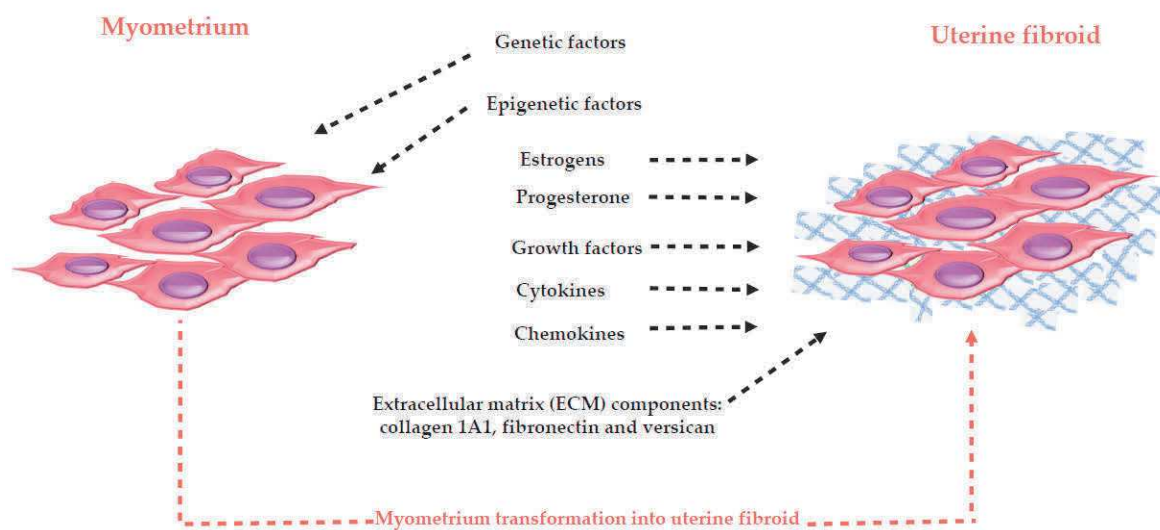 Myometrium
Genetic factors
Uterine fibroid
Epigenetic factors
Estrogens
Progesterone
Growth factors
Cytokines
Chemokines
Extracellular matrix (ECM) components:
collagen 1A1, fibronectin and versican
Myometrium transformation into uterine fibroid